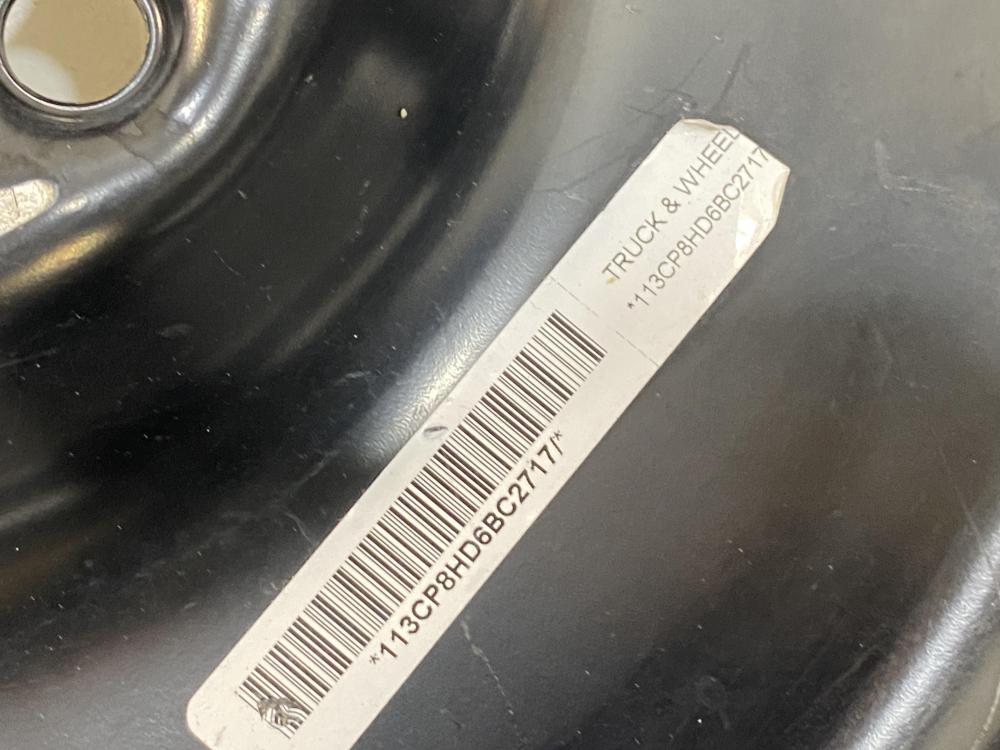 TRUCK & WHEEL
*113CP8HD6BC2717
*113CP8HD6BC2717/*